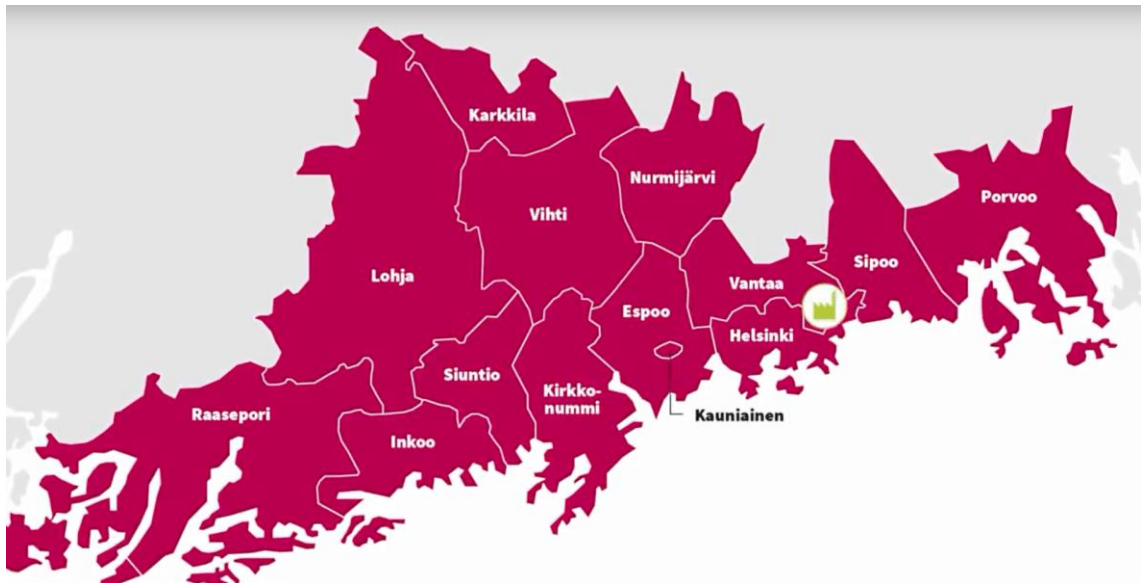 Karkkila
Nurmijärvi
Porvoo
Vihti
Sipoo
Lohja
Vantaa
Espoo
Helsinki
Siuntio
Kirkko-
nummi
Raasepori
Kauniainen
Inkoo